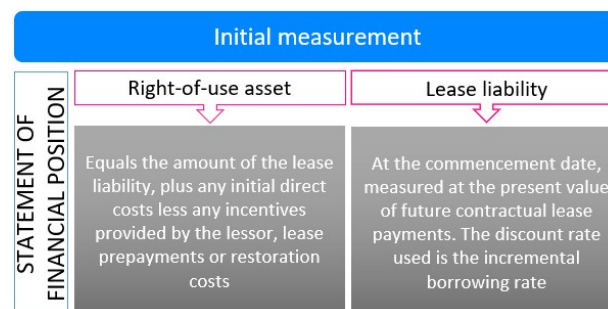 Initial measurement
STATEMENT OF
FINANCIAL POSITION
Right-of-use asset
Equals the amount of the lease
liability, plus any initial direct
costs less any incentives
provided by the lessor, lease
prepayments or restoration
costs
Lease liability
At the commencement date,
measured at the present value
of future contractual lease
payments. The discount rate
used is the incremental
borrowing rate